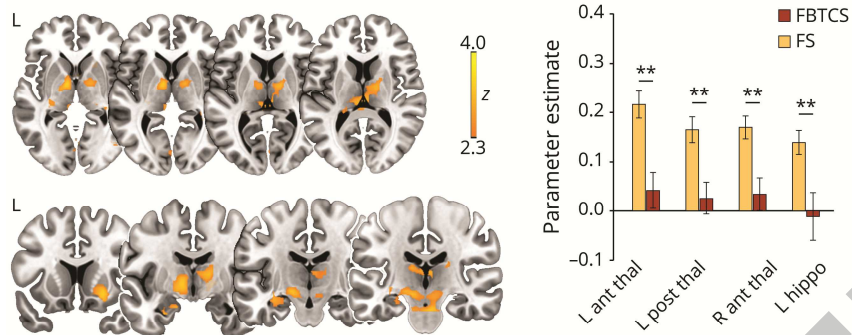 L
4.0
z
2.3
L
Parameter estimate
0.4
0.3
0.2
0.1
0.0
–0.1
FBTCS
FS
**
**
**
**
L ant thal
L post thal
R ant thal
L hippo